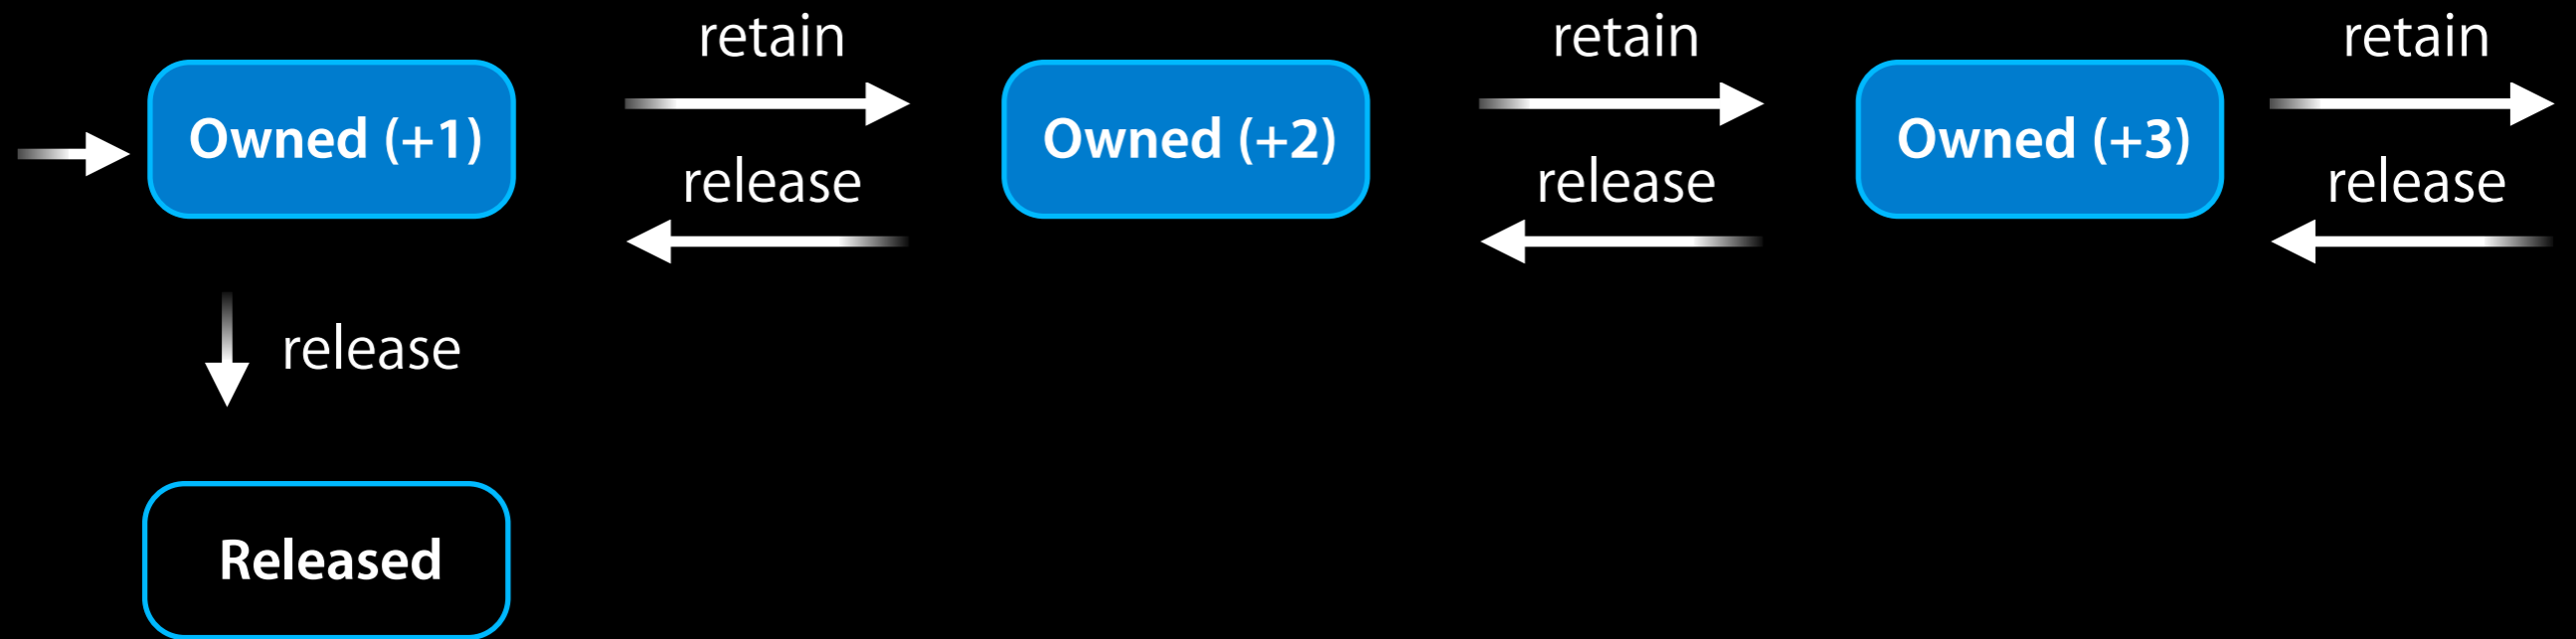 retain
retain
retain
Owned (+1)
Owned (+2)
Owned (+3)
release
release
release
release
Released